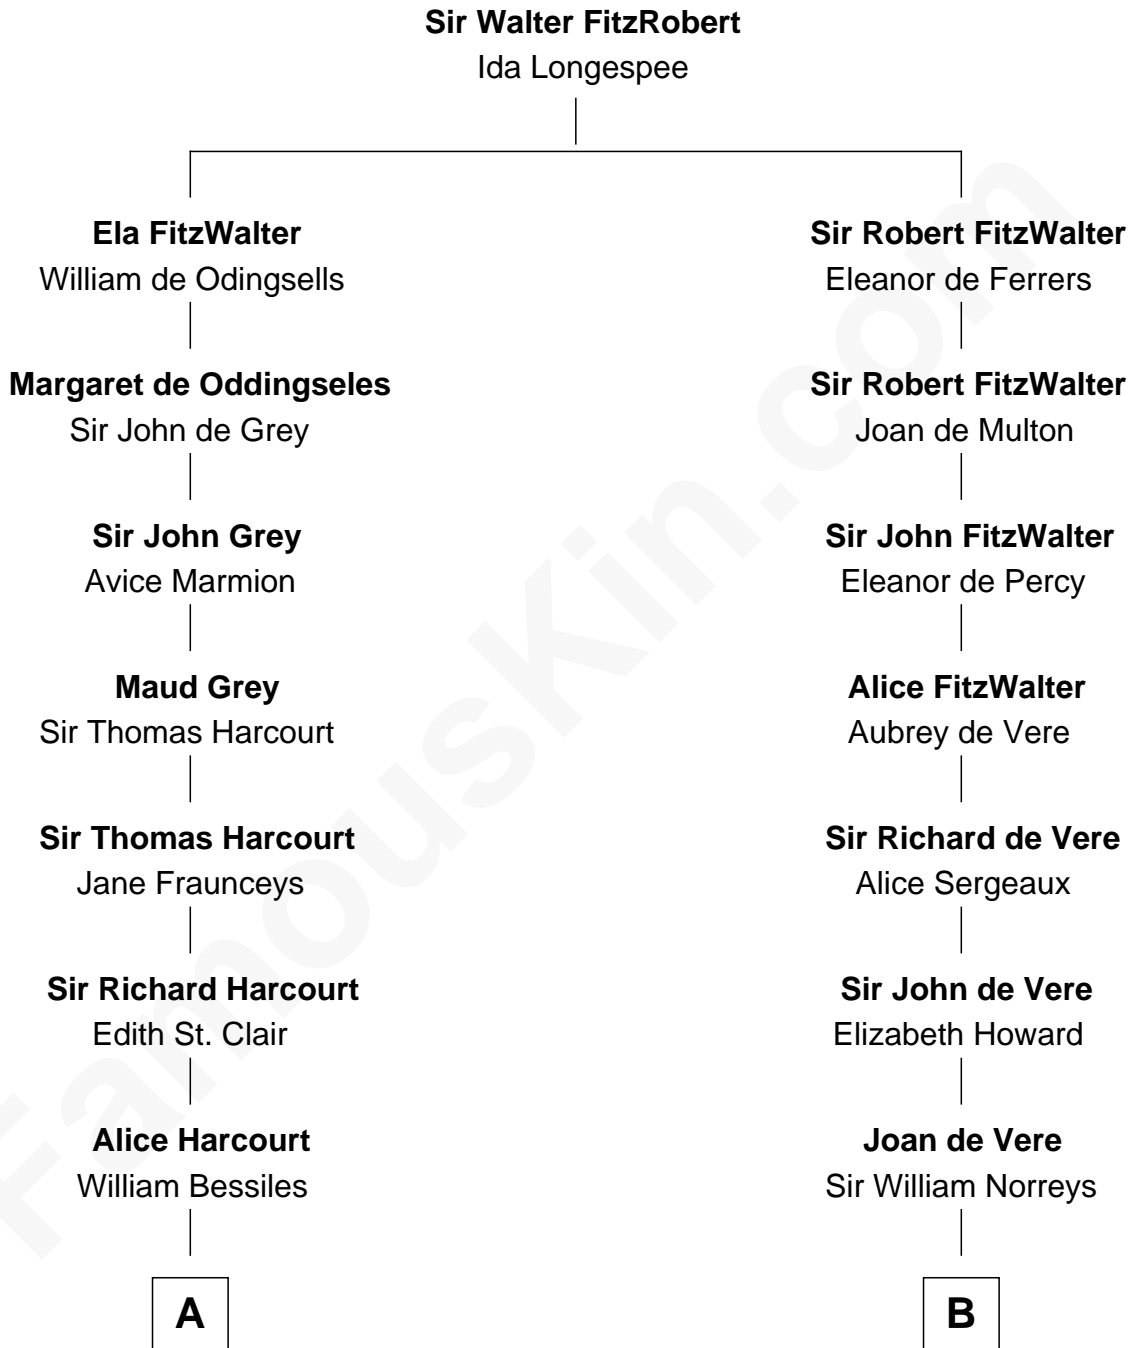 Sir Walter FitzRobert
Ida Longespee
Ela FitzWalter
William de Odingsells
Sir Robert FitzWalter
Eleanor de Ferrers
Margaret de Oddingseles
Sir John de Grey
Sir Robert FitzWalter
Joan de Multon
Sir John Grey
Avice Marmion
Sir John FitzWalter
Eleanor de Percy
Maud Grey
Sir Thomas Harcourt
Alice FitzWalter
Aubrey de Vere
Sir Thomas Harcourt
Jane Fraunceys
Sir Richard de Vere
Alice Sergeaux
Sir Richard Harcourt
Edith St. Clair
Sir John de Vere
Elizabeth Howard
Alice Harcourt
William Bessiles
Joan de Vere
Sir William Norreys
A
B
FamousKin.com